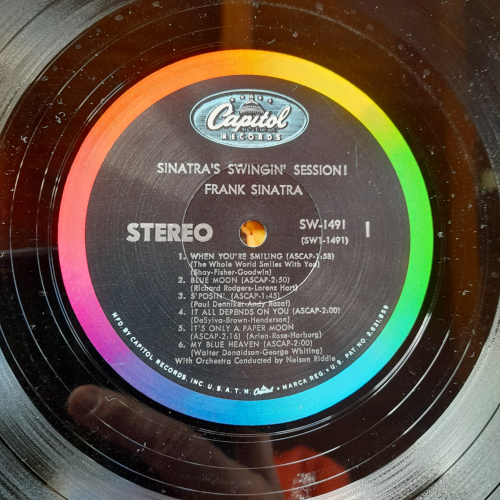 Capitol
RECORDS
SINATRA'S SWINGIN' SESSION!
FRANK SINATRA
STEREO
SW-1491 1
(SW1-1491)
1. WHEN YOU'RE SMILING (ASCAP-1:58)
(The Whole World Smiles With You)
(Shay-Fisher-Goodwin)
2. BLUE MOON (ASCAP-2:50)
(Richard Rodgers-Lorenz Hart)
3. S'POSIN' (ASCAP-1:45)
(Paul Denniker-Andy Razaf)
4. IT ALL DEPENDS ON YOU (ASCAP-2:00)
(DeSylva-Brown-Henderson)
5. IT'S ONLY A PAPER MOON
(ASCAP-2:16) (Arlen-Rose-Harburg)
6. MY BLUE HEAVEN (ASCAP-2:00)
(Walter Donaldson-George Whiting)
With Orchestra Conducted by Nelson Riddle
MFD. BY CAPITOL RECORDS, INC. U.S.A. T.M. Capitol MARCA REG. • U.S. PAT. NO. 2,631,859